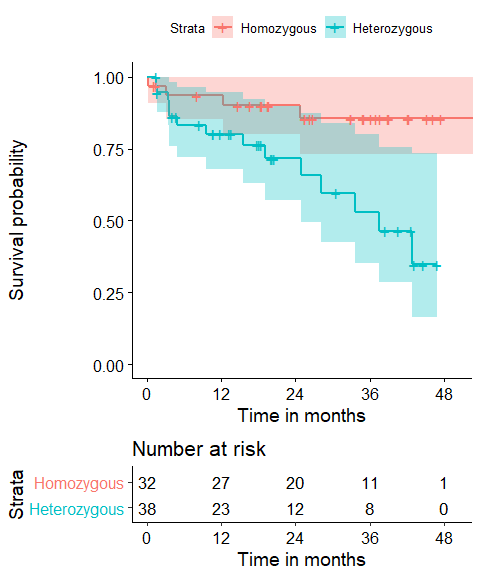 Strata Homozygous Heterozygous
Survival probability
1.00
0.75
0.50
0.25
0.00
0 12 24 36 48
Time in months
Number at risk
Strata
Homozygous 32 27 20 11 1
Heterozygous 38 23 12 8 0
0 12 24 36 48
Time in months